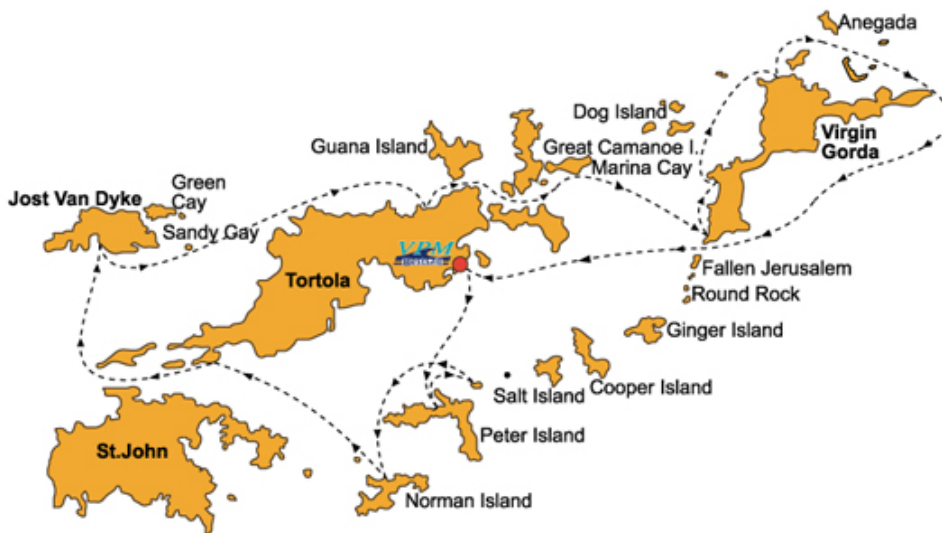 Anegada
Dog Island
Guana Island
Great Camanoe I.
Marina Cay
Virgin
Gorda
Jost Van Dyke
Green
Cay
Sandy Gay
VPM
Tortola
Fallen Jerusalem
Round Rock
Ginger Island
Salt Island
Cooper Island
Peter Island
St.John
Norman Island